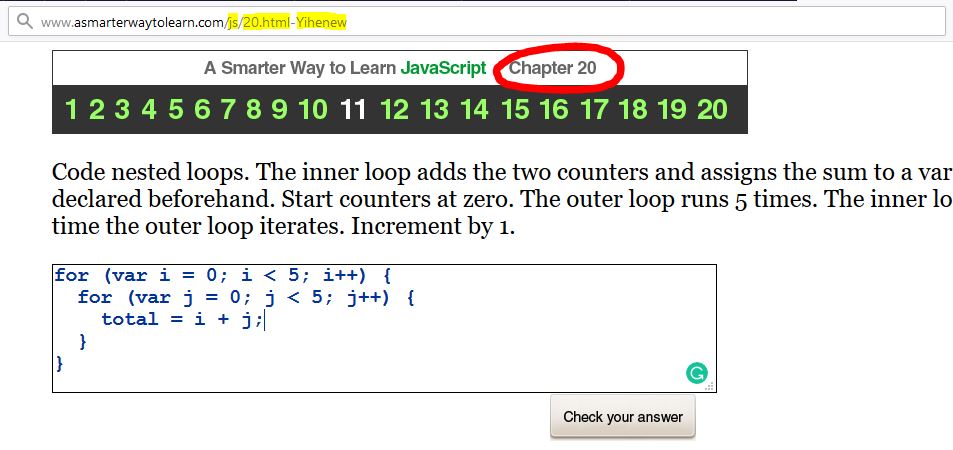 www.asmarterwaytolearn.com/js/20.html-Yihenew
A Smarter Way to Learn JavaScript Chapter 20
1 2 3 4 5 6 7 8 9 10 11 12 13 14 15 16 17 18 19 20
Code nested loops. The inner loop adds the two counters and assigns the sum to a var
declared beforehand. Start counters at zero. The outer loop runs 5 times. The inner lo
time the outer loop iterates. Increment by 1.
for (var i = 0; i < 5; i++) {
for (var j = 0; j < 5; j++) {
total = i + j;
}
}
Check your answer